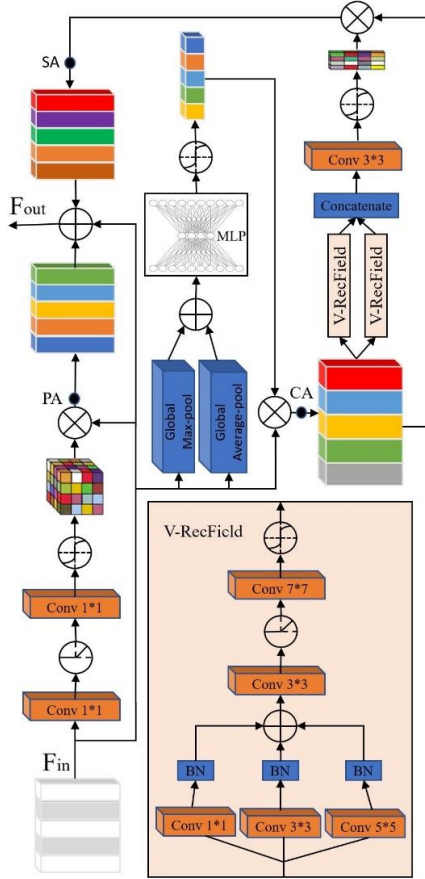 SA
Conv 3*3
Concatenate
Fout
MLP
V-RecField
V-RecField
PA
Global
Max-pool
Global
Average-pool
CA
V-RecField
Conv 7*7
Conv 1*1
Conv 3*3
Conv 1*1
Fin
BN
BN
BN
Conv 1*1
Conv 3*3
Conv 5*5